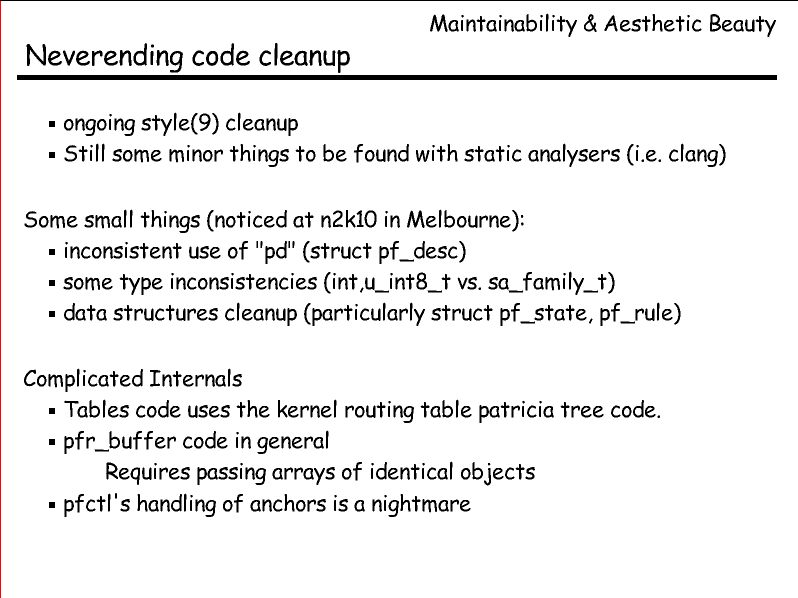 Maintainability & Aesthetic Beauty
Neverending code cleanup
▪ ongoing style(9) cleanup
▪ Still some minor things to be found with static analysers (i.e. clang)
Some small things (noticed at n2k10 in Melbourne):
▪ inconsistent use of "pd" (struct pf_desc)
▪ some type inconsistencies (int,u_int8_t vs. sa_family_t)
▪ data structures cleanup (particularly struct pf_state, pf_rule)
Complicated Internals
▪ Tables code uses the kernel routing table patricia tree code.
▪ pfr_buffer code in general
Requires passing arrays of identical objects
▪ pfctl's handling of anchors is a nightmare